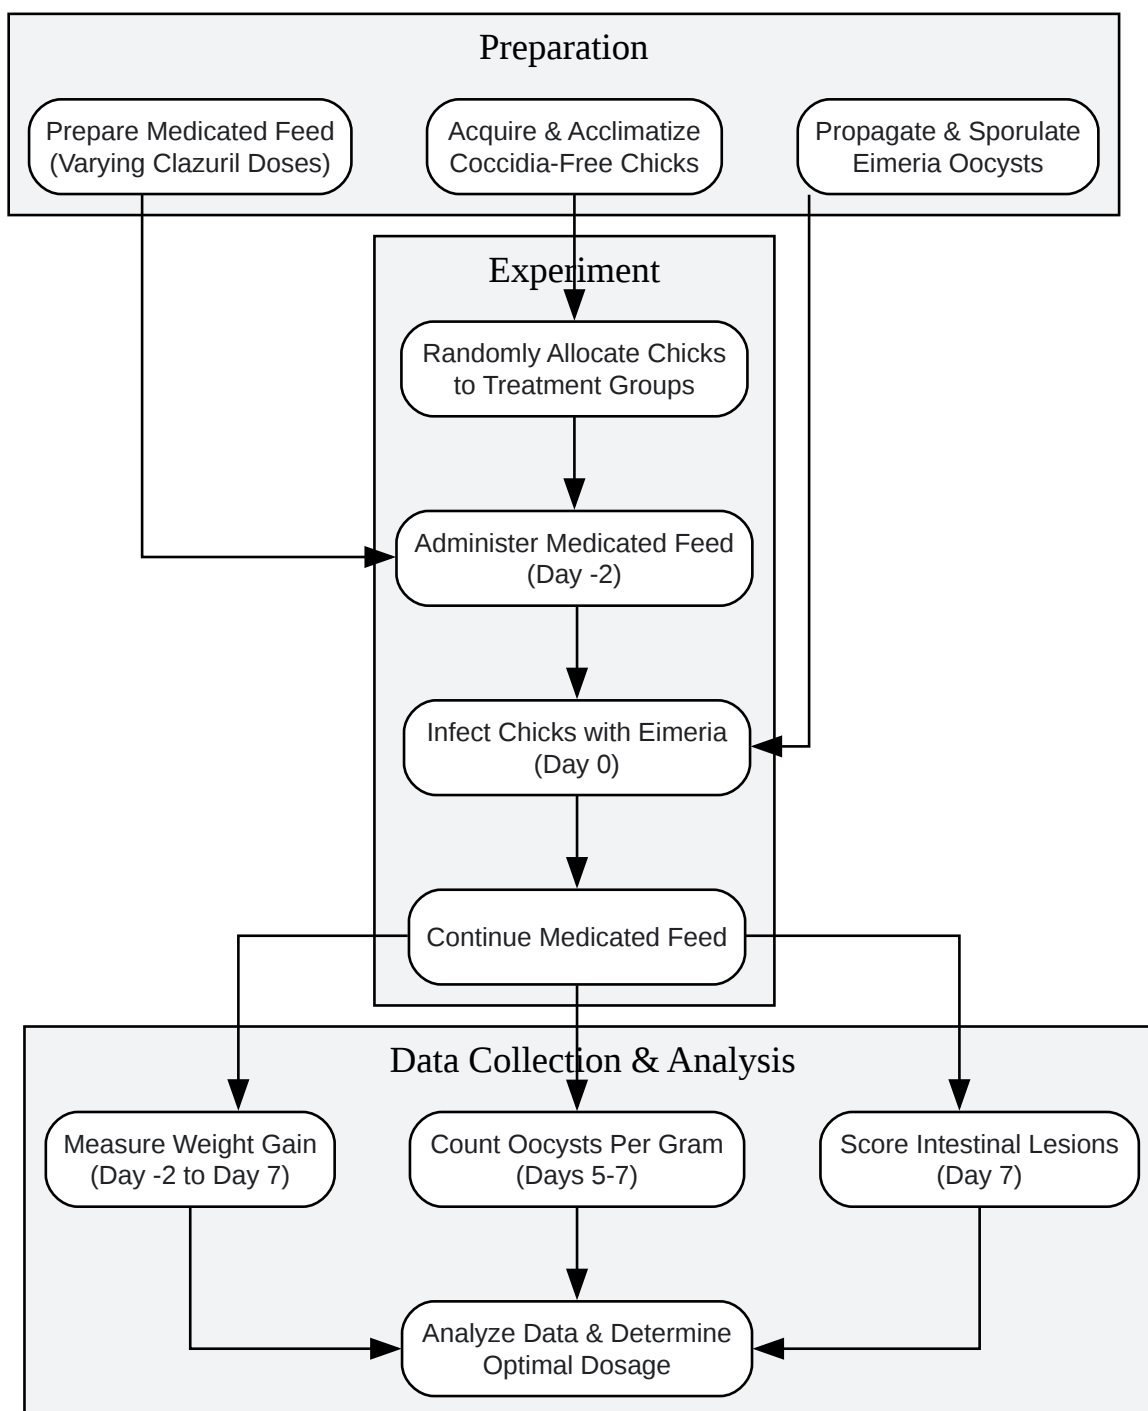 Preparation
Prepare Medicated Feed
(Varying Clazuril Doses)
Acquire & Acclimatize
Coccidia-Free Chicks
Propagate & Sporulate
Eimeria Oocysts
Experiment
Randomly Allocate Chicks
to Treatment Groups
Administer Medicated Feed
(Day -2)
Infect Chicks with Eimeria
(Day 0)
Continue Medicated Feed
Data Collection & Analysis
Measure Weight Gain
(Day -2 to Day 7)
Count Oocysts Per Gram
(Days 5-7)
Score Intestinal Lesions
(Day 7)
Analyze Data & Determine
Optimal Dosage